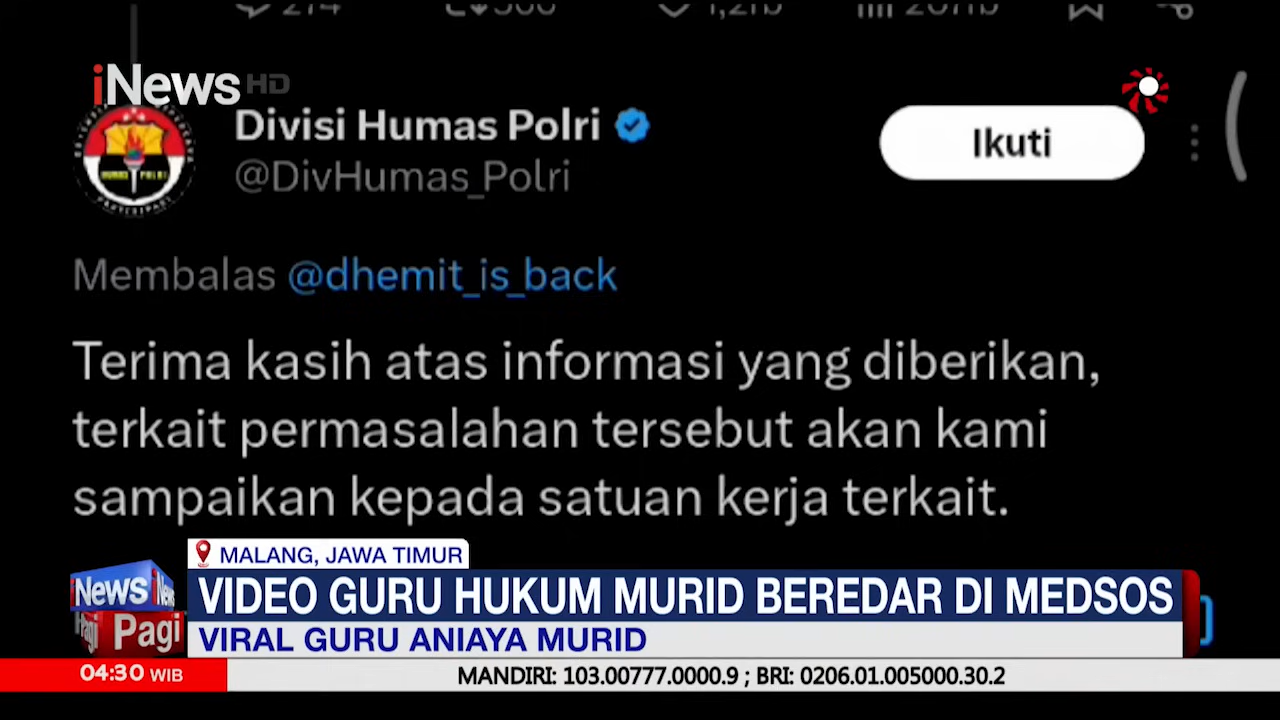 iNews HD
Divisi Humas Polri
@DivHumas_Polri
Ikuti
Membalas @dhemit_is_back
Terima kasih atas informasi yang diberikan,
terkait permasalahan tersebut akan kami
sampaikan kepada satuan kerja terkait.
MALANG, JAWA TIMUR
VIDEO GURU HUKUM MURID BEREDAR DI MEDSOS
VIRAL GURU ANIAYA MURID
iNews
Pagi
04:30 WIB
MANDIRI: 103.00777.0000.9 ; BRI: 0206.01.005000.30.2